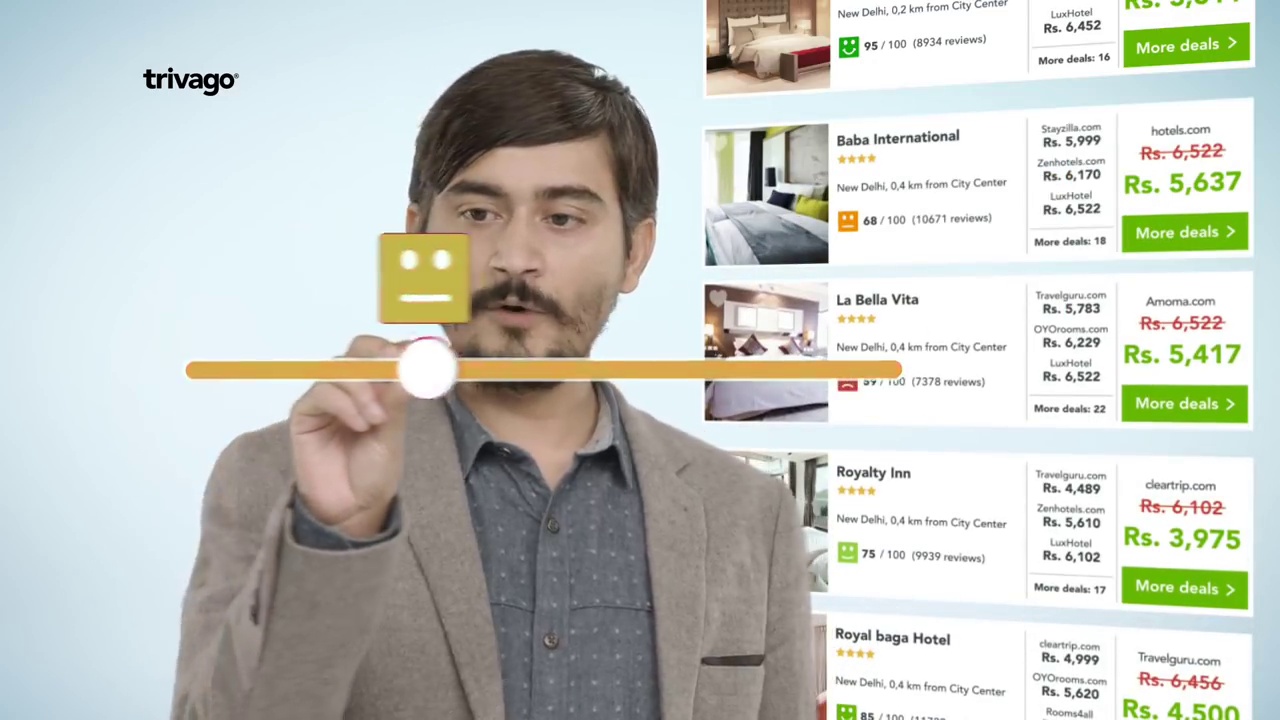 trivago
New Delhi, 0,2 km from City Center
95 / 100 (8934 reviews)
LuxHotel
Rs. 6,452
More deals: 16
More deals >
Baba International
New Delhi, 0,4 km from City Center
68 / 100 (10671 reviews)
Stayzilla.com
Rs. 5,999
Zenhotels.com
Rs. 6,170
LuxHotel
Rs. 6,522
More deals: 18
hotels.com
Rs. 6,522
Rs. 5,637
More deals >
La Bella Vita
New Delhi, 0,4 km from City Center
59 / 100 (7378 reviews)
Travelguru.com
Rs. 5,783
OYOrooms.com
Rs. 6,229
LuxHotel
Rs. 6,522
More deals: 22
Amoma.com
Rs. 6,522
Rs. 5,417
More deals >
Royalty Inn
New Delhi, 0,4 km from City Center
75 / 100 (9939 reviews)
Travelguru.com
Rs. 4,489
Zenhotels.com
Rs. 5,610
LuxHotel
Rs. 6,102
More deals: 17
cleartrip.com
Rs. 6,102
Rs. 3,975
More deals >
Royal baga Hotel
New Delhi, 0,4 km from City Center
85 / 100
cleartrip.com
Rs. 4,999
OYOrooms.com
Rs. 5,620
Rooms4all
Travelguru.com
Rs. 6,456
Rs. 4,500